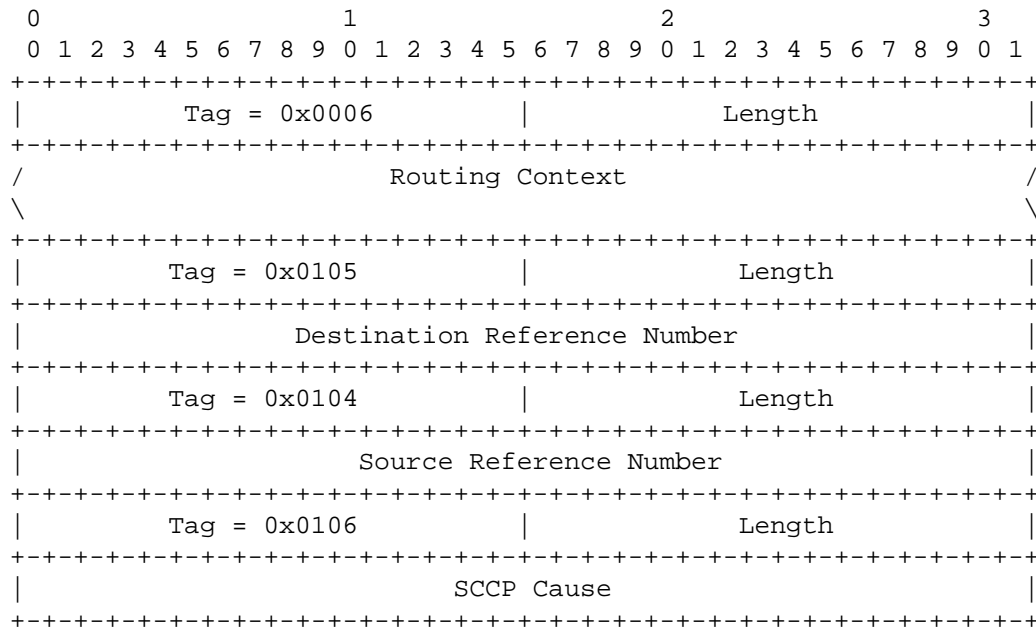 0                   1                   2                   3
 0 1 2 3 4 5 6 7 8 9 0 1 2 3 4 5 6 7 8 9 0 1 2 3 4 5 6 7 8 9 0 1
+-+-+-+-+-+-+-+-+-+-+-+-+-+-+-+-+-+-+-+-+-+-+-+-+-+-+-+-+-+-+-+-+
|          Tag = 0x0006         |            Length             |
+-+-+-+-+-+-+-+-+-+-+-+-+-+-+-+-+-+-+-+-+-+-+-+-+-+-+-+-+-+-+-+-+
/                       Routing Context                         /
\                                                               \
+-+-+-+-+-+-+-+-+-+-+-+-+-+-+-+-+-+-+-+-+-+-+-+-+-+-+-+-+-+-+-+-+
|         Tag = 0x0105          |             Length            |
+-+-+-+-+-+-+-+-+-+-+-+-+-+-+-+-+-+-+-+-+-+-+-+-+-+-+-+-+-+-+-+-+
|                 Destination Reference Number                  |
+-+-+-+-+-+-+-+-+-+-+-+-+-+-+-+-+-+-+-+-+-+-+-+-+-+-+-+-+-+-+-+-+
|         Tag = 0x0104          |             Length            |
+-+-+-+-+-+-+-+-+-+-+-+-+-+-+-+-+-+-+-+-+-+-+-+-+-+-+-+-+-+-+-+-+
|                     Source Reference Number                   |
+-+-+-+-+-+-+-+-+-+-+-+-+-+-+-+-+-+-+-+-+-+-+-+-+-+-+-+-+-+-+-+-+
|         Tag = 0x0106          |             Length            |
+-+-+-+-+-+-+-+-+-+-+-+-+-+-+-+-+-+-+-+-+-+-+-+-+-+-+-+-+-+-+-+-+
|                           SCCP Cause                          |
+-+-+-+-+-+-+-+-+-+-+-+-+-+-+-+-+-+-+-+-+-+-+-+-+-+-+-+-+-+-+-+-+